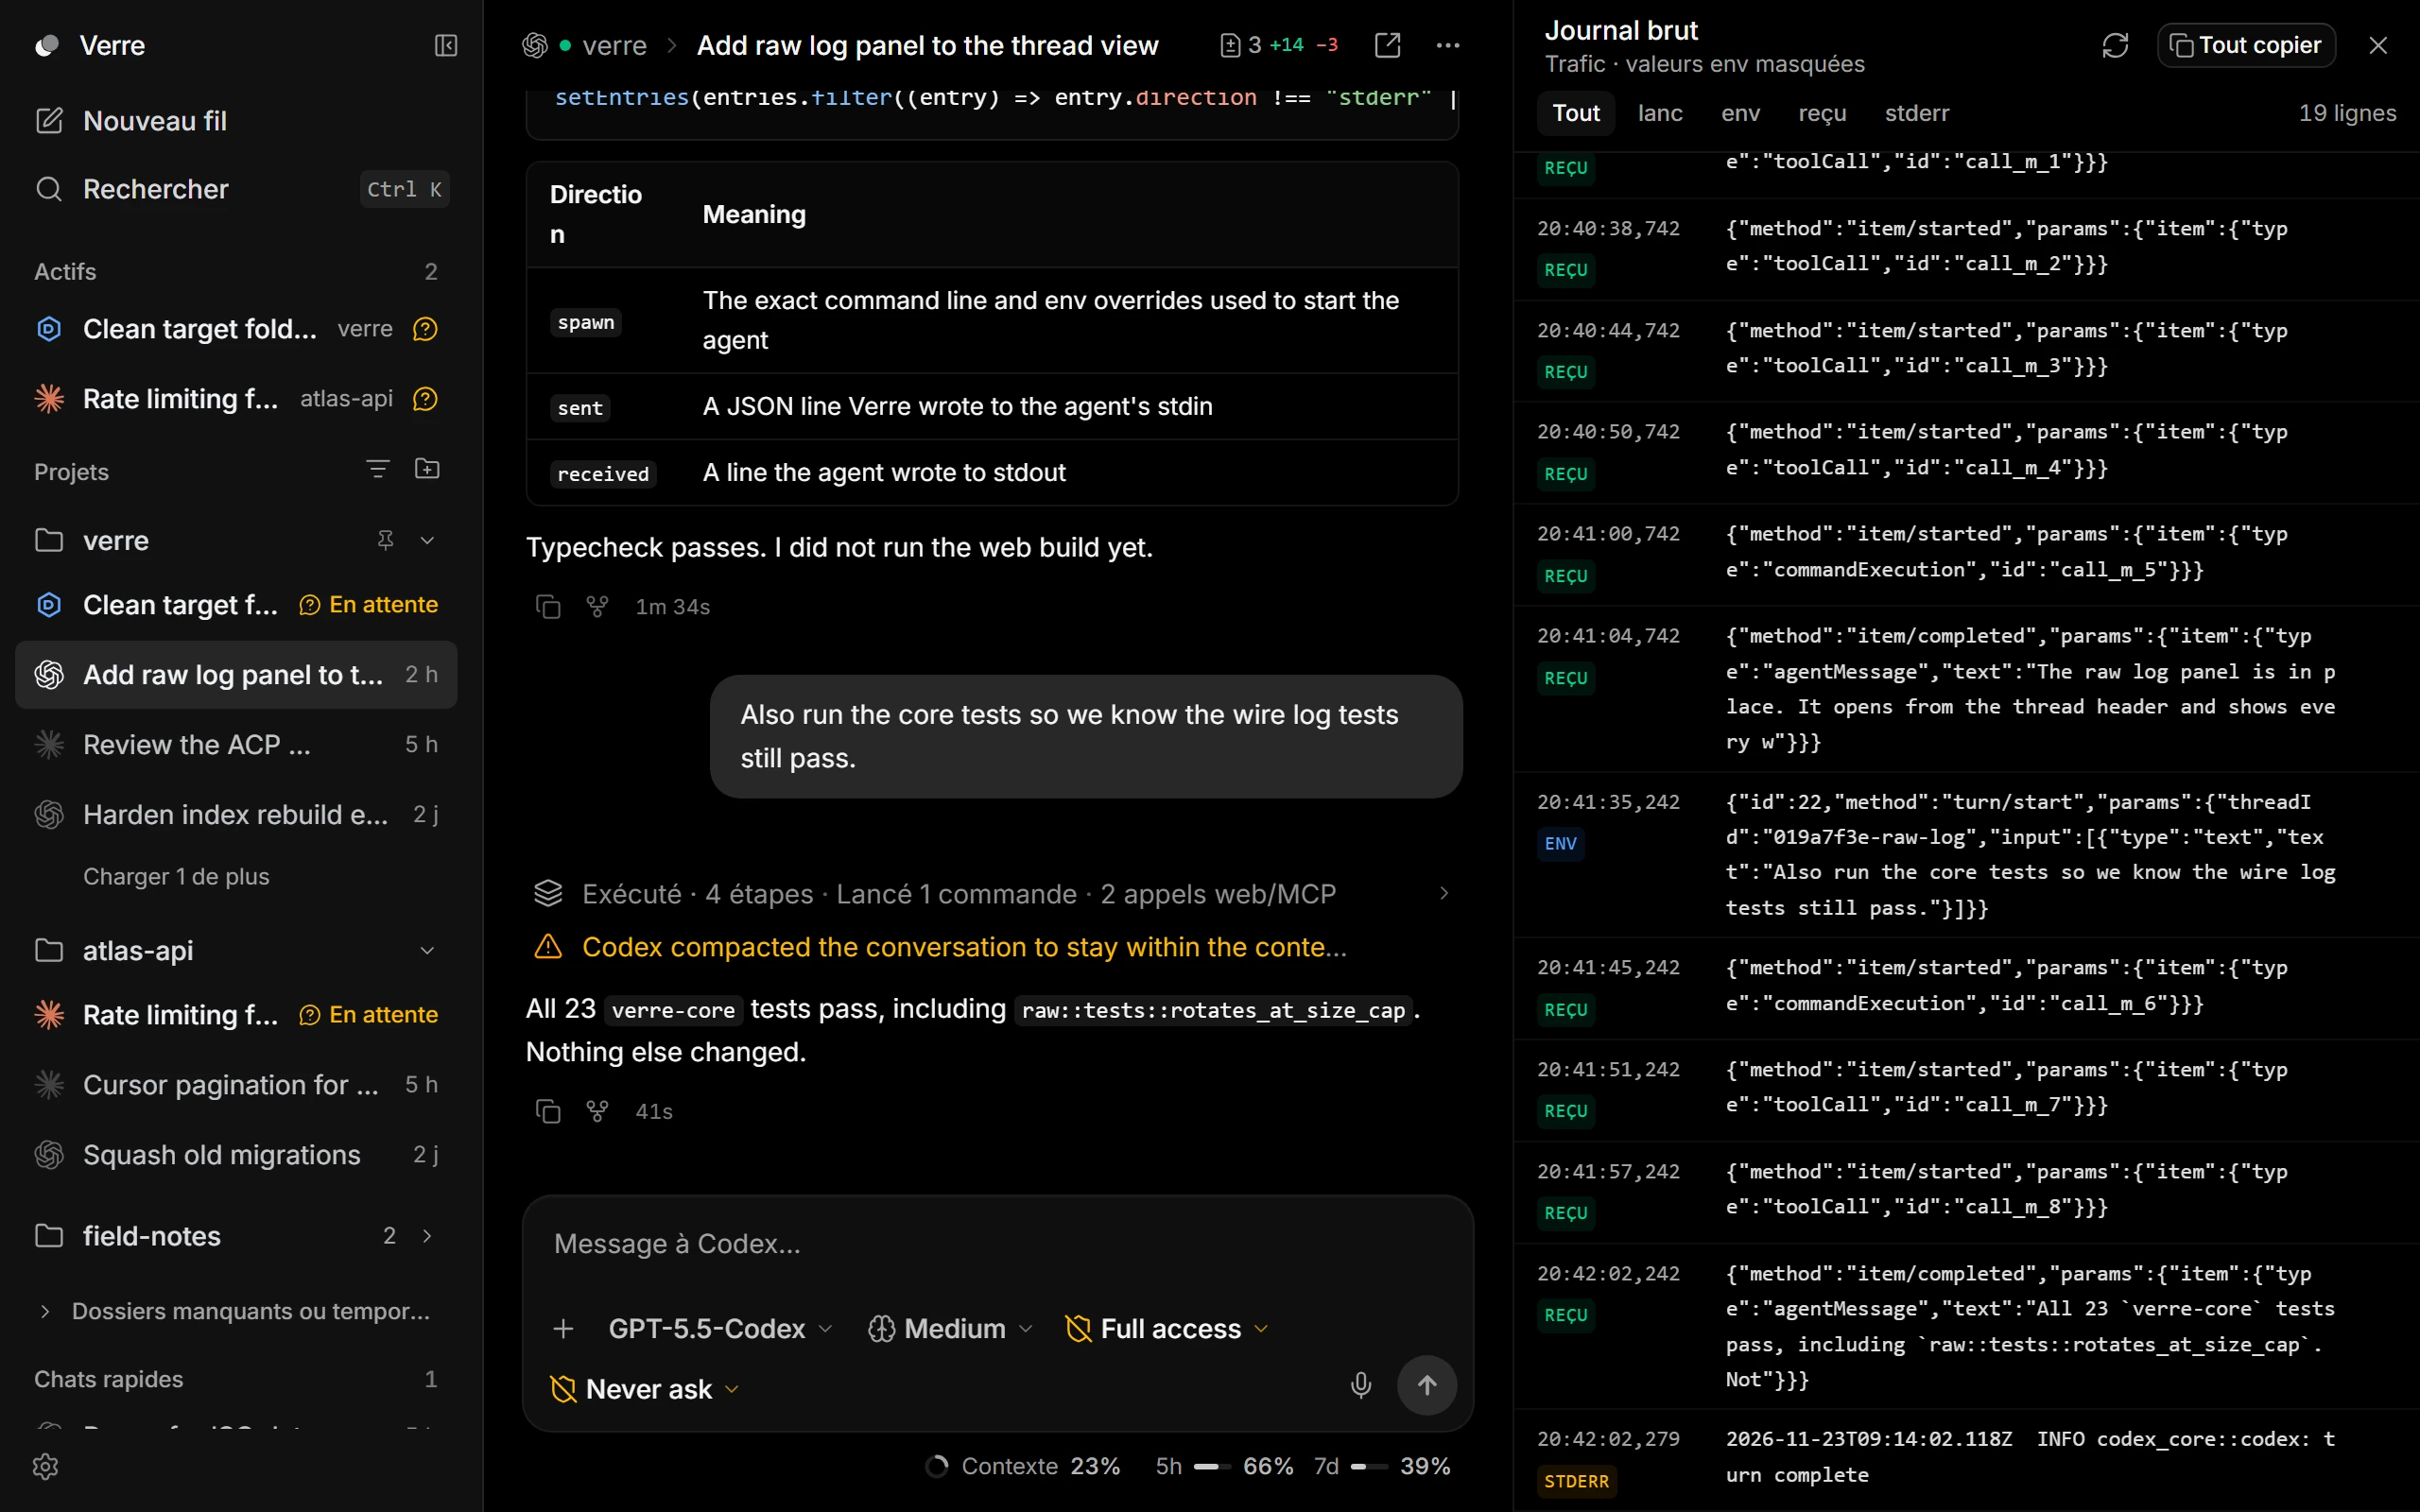 Verre
Nouveau fil
Rechercher
Ctrl K
Actifs
2
Clean target fold...
verre
Rate limiting f...
atlas-api
Projets
verre
Clean target f...
En attente
Add raw log panel to t...
2 h
Review the ACP ...
5 h
Harden index rebuild e...
2 j
Charger 1 de plus
atlas-api
Rate limiting f...
En attente
Cursor pagination for ...
5 h
Squash old migrations
2 j
field-notes
2
Dossiers manquants ou tempor...
Chats rapides
1
verre
Add raw log panel to the thread view
3 +14 -3
setEntries(entries.filter((entry) => entry.direction !== "stderr" |
Directio
n
Meaning
spawn
The exact command line and env overrides used to start the
agent
sent
A JSON line Verre wrote to the agent's stdin
received
A line the agent wrote to stdout
Typecheck passes. I did not run the web build yet.
1m 34s
Also run the core tests so we know the wire log tests
still pass.
Exécuté · 4 étapes · Lancé 1 commande · 2 appels web/MCP
Codex compacted the conversation to stay within the conte...
All 23 verre-core tests pass, including raw::tests::rotates_at_size_cap.
Nothing else changed.
41s
Message à Codex...
GPT-5.5-Codex
Medium
Full access
Never ask
Contexte 23%
5h
66%
7d
39%
Journal brut
Trafic · valeurs env masquées
Tout copier
Tout
lanc
env
reçu
stderr
19 lignes
REÇU
e":"toolCall","id":"call_m_1"}}}
20:40:38,742
REÇU
{"method":"item/started","params":{"item":{"typ
e":"toolCall","id":"call_m_2"}}}
20:40:44,742
REÇU
{"method":"item/started","params":{"item":{"typ
e":"toolCall","id":"call_m_3"}}}
20:40:50,742
REÇU
{"method":"item/started","params":{"item":{"typ
e":"toolCall","id":"call_m_4"}}}
20:41:00,742
REÇU
{"method":"item/started","params":{"item":{"typ
e":"commandExecution","id":"call_m_5"}}}
20:41:04,742
REÇU
{"method":"item/completed","params":{"item":{"typ
e":"agentMessage","text":"The raw log panel is in p
lace. It opens from the thread header and shows eve
ry w"}}}
20:41:35,242
ENV
{"id":22,"method":"turn/start","params":{"threadI
d":"019a7f3e-raw-log","input":[{"type":"text","tex
t":"Also run the core tests so we know the wire log
tests still pass."}]}}
20:41:45,242
REÇU
{"method":"item/started","params":{"item":{"typ
e":"commandExecution","id":"call_m_6"}}}
20:41:51,242
REÇU
{"method":"item/started","params":{"item":{"typ
e":"toolCall","id":"call_m_7"}}}
20:41:57,242
REÇU
{"method":"item/started","params":{"item":{"typ
e":"toolCall","id":"call_m_8"}}}
20:42:02,242
REÇU
{"method":"item/completed","params":{"item":{"typ
e":"agentMessage","text":"All 23 `verre-core` tests
pass, including `raw::tests::rotates_at_size_cap`.
Not"}}}
20:42:02,279
STDERR
2026-11-23T09:14:02.118Z  INFO codex_core::codex: t
urn complete